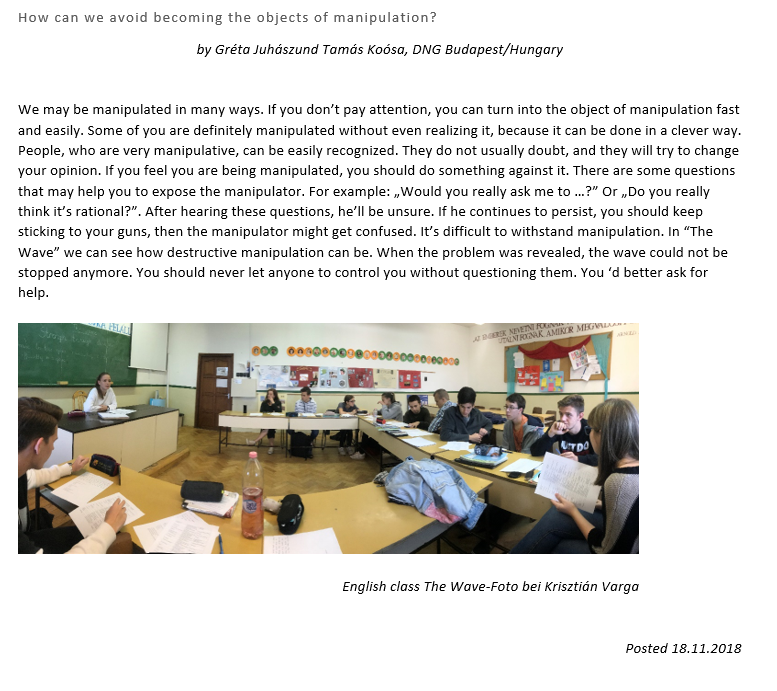 How can we avoid becoming the objects of manipulation?
by Gréta Juhászund Tamás Koósa, DNG Budapest/Hungary
We may be manipulated in many ways. If you don’t pay attention, you can turn into the object of manipulation fast
and easily. Some of you are definitely manipulated without even realizing it, because it can be done in a clever way.
People, who are very manipulative, can be easily recognized. They do not usually doubt, and they will try to change
your opinion. If you feel you are being manipulated, you should do something against it. There are some questions
that may help you to expose the manipulator. For example: „Would you really ask me to …?” Or „Do you really
think it’s rational?”. After hearing these questions, he’ll be unsure. If he continues to persist, you should keep
sticking to your guns, then the manipulator might get confused. It’s difficult to withstand manipulation. In “The
Wave” we can see how destructive manipulation can be. When the problem was revealed, the wave could not be
stopped anymore. You should never let anyone to control you without questioning them. You ‘d better ask for
help.
NEVETNI FOGNAK
FOGNAK, AMIKOR
English class The Wave-Foto bei Krisztián Varga
Posted 18.11.2018